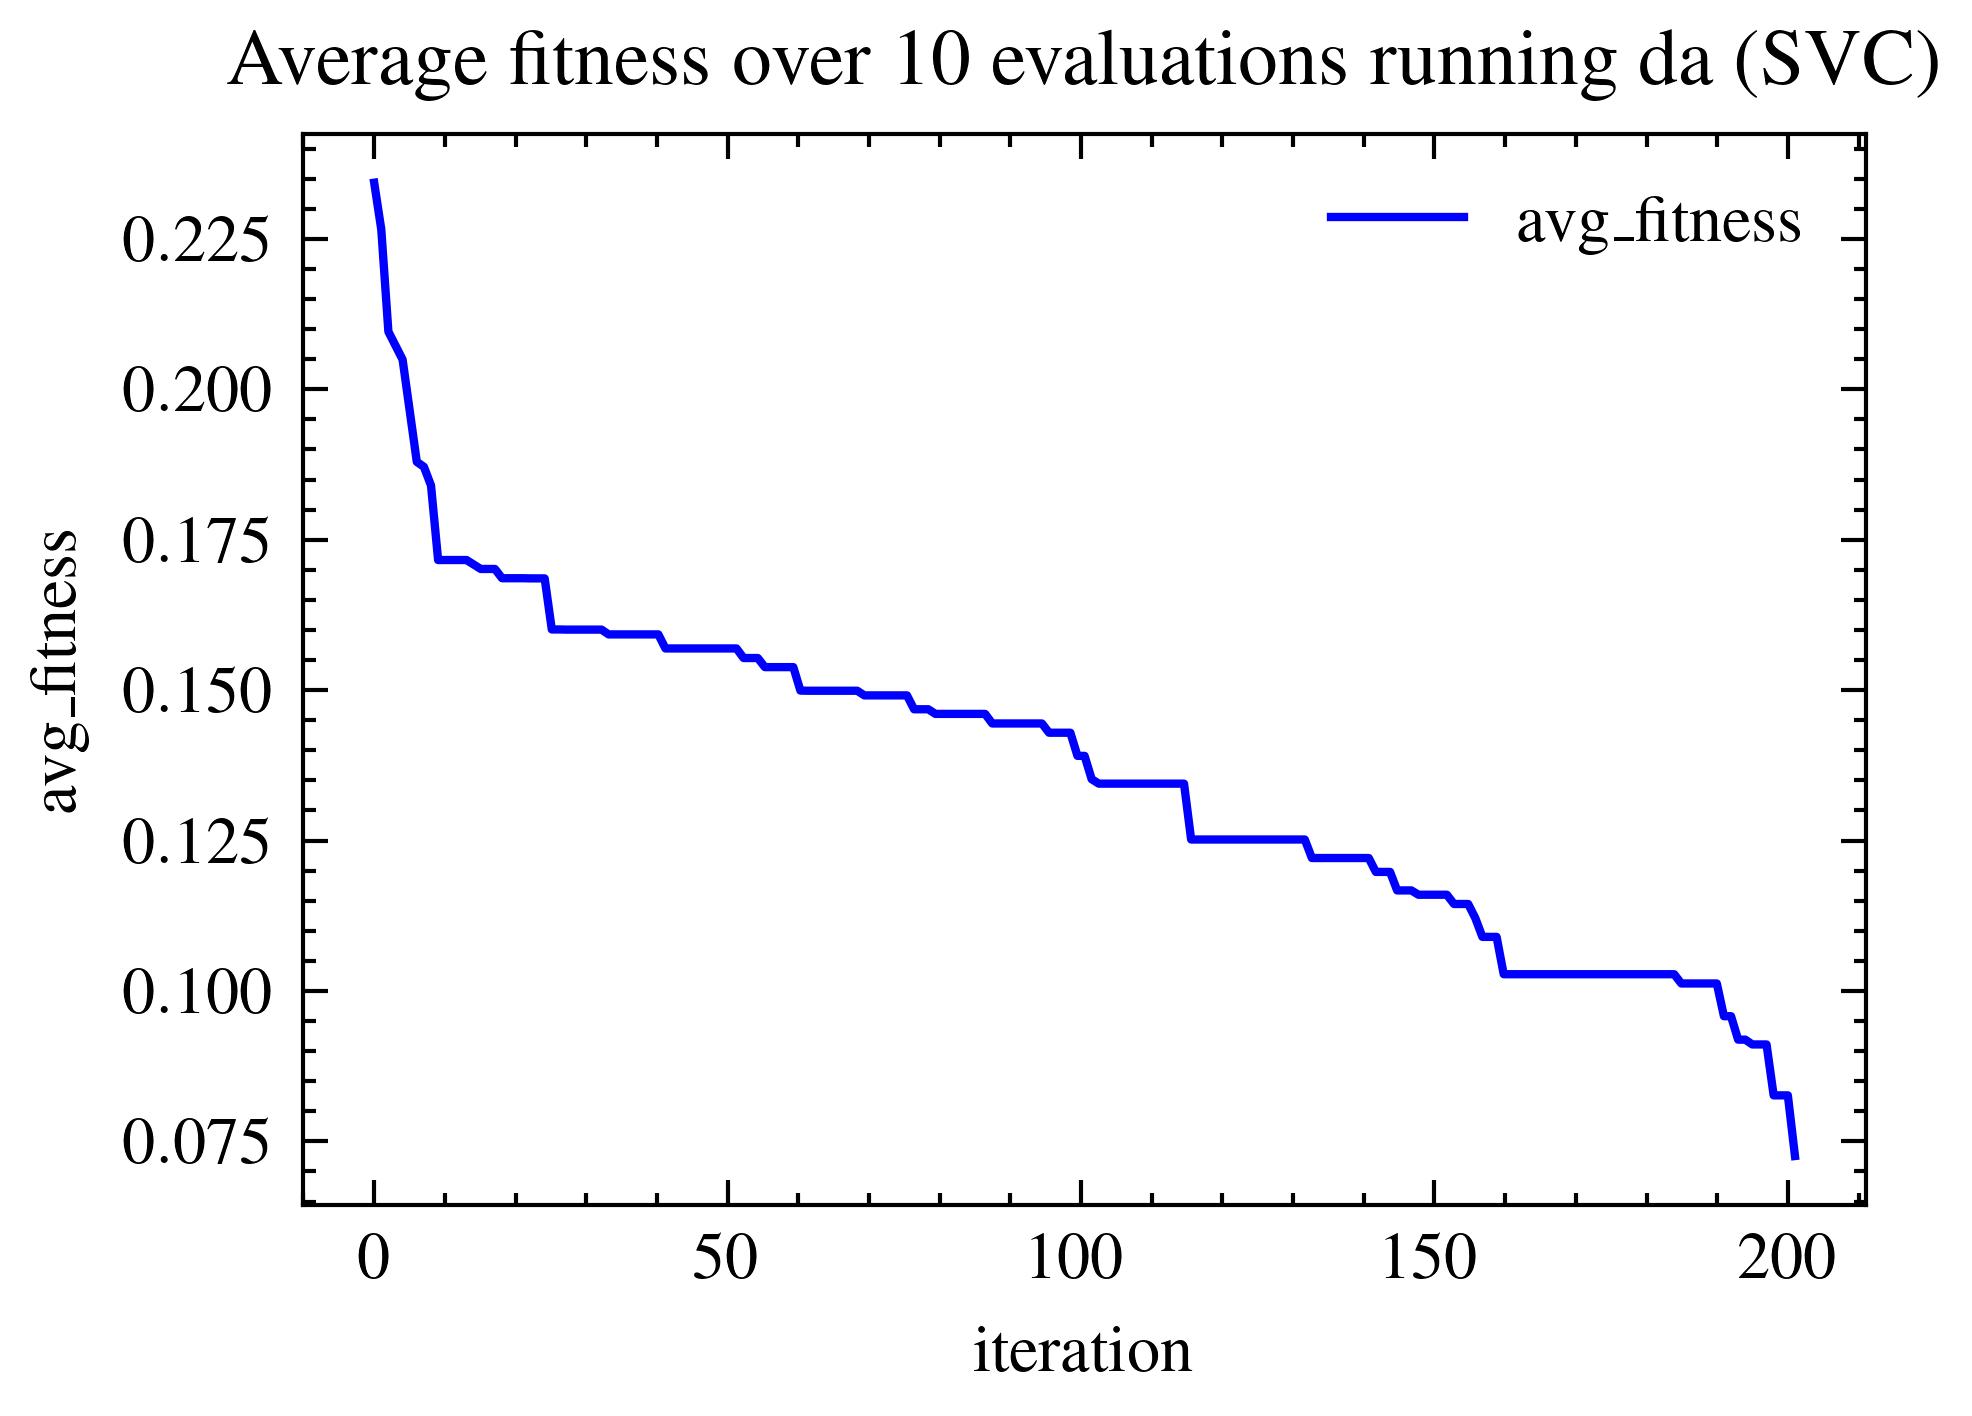 Average fitness over 10 evaluations running da (SVC)
avg_fitness
0.225
0.200
0.175
0.150
0.125
0.100
0.075
avg_fitness
0 50 100 150 200
iteration